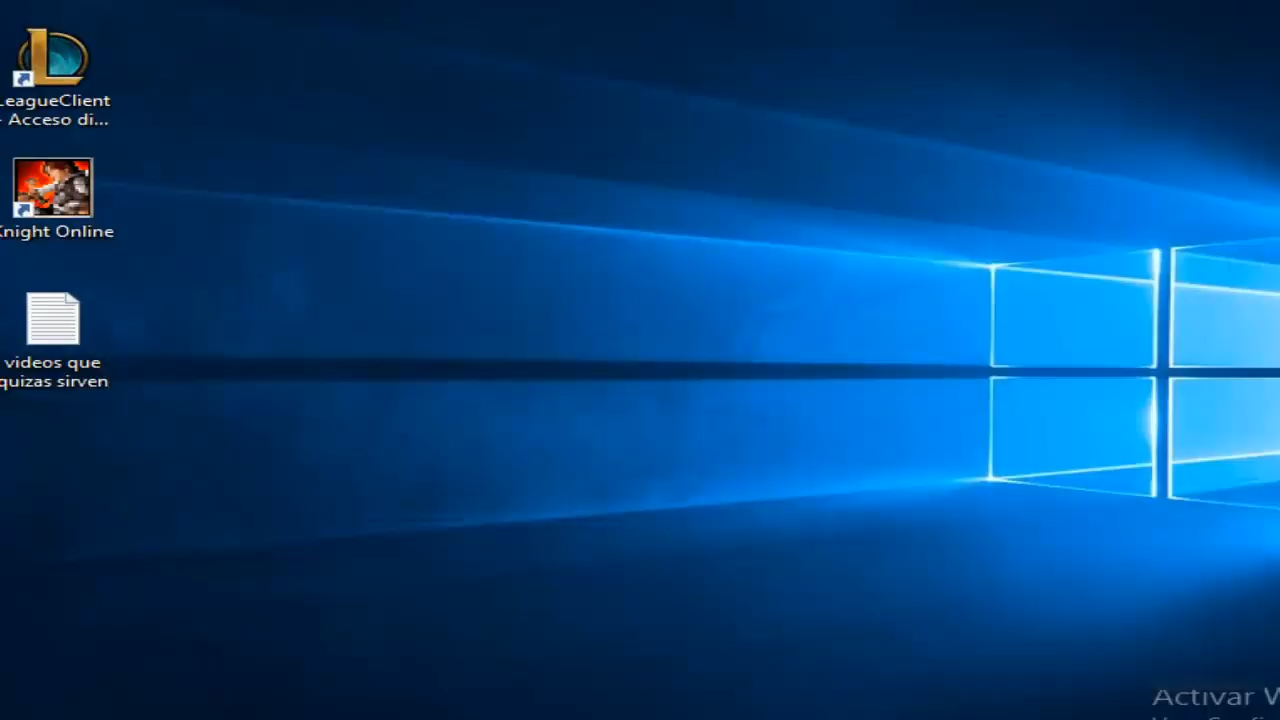 LeagueClient
- Acceso di...
Knight Online
videos que
quizas sirven
Activar